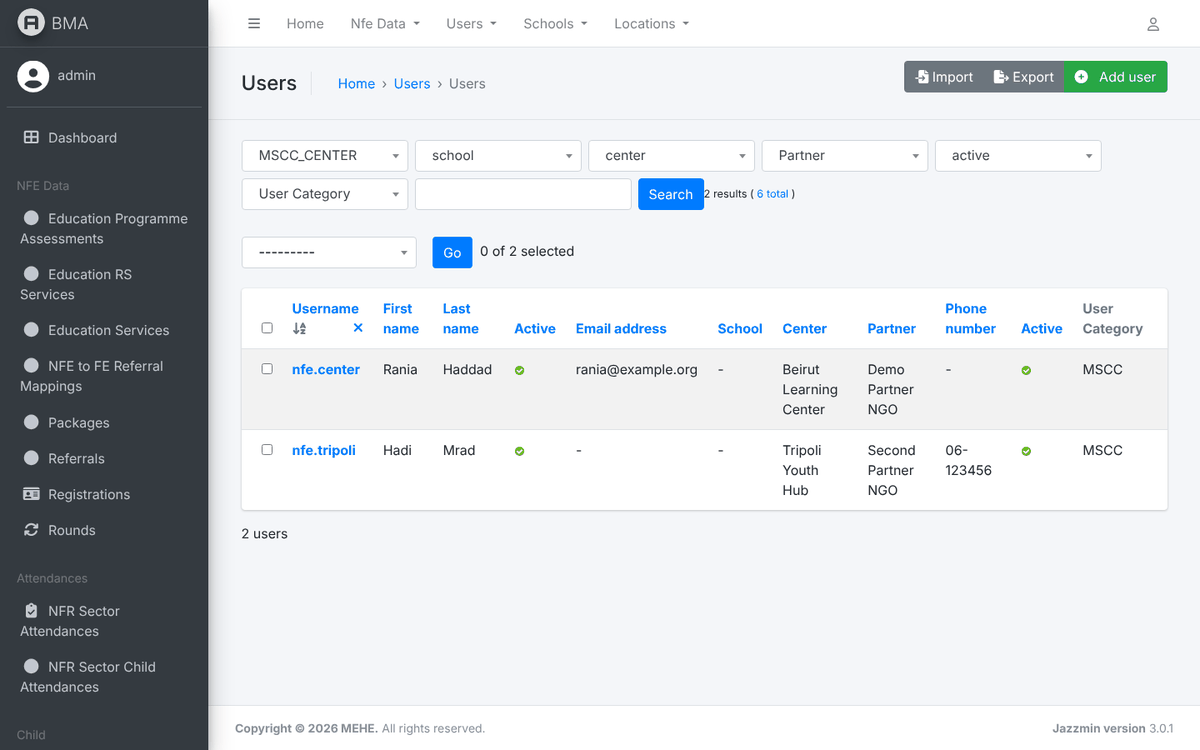 BMA
admin
Dashboard
NFE Data
Education Programme
Assessments
Education RS
Services
Education Services
NFE to FE Referral
Mappings
Packages
Referrals
Registrations
Rounds
Attendances
NFR Sector
Attendances
NFR Sector Child
Attendances
Child
Home Nfe Data Users Schools Locations
Users Home › Users › Users
Import Export Add user
MSCC_CENTER school center Partner active
User Category Search 2 results ( 6 total )
--------- Go 0 of 2 selected
Username First name Last name Active Email address School Center Partner Phone number Active User Category
nfe.center Rania Haddad rania@example.org - Beirut Learning Center Demo Partner NGO - MSCC
nfe.tripoli Hadi Mrad - - Tripoli Youth Hub Second Partner NGO 06-123456 MSCC
2 users
Copyright © 2026 MEHE. All rights reserved. Jazzmin version 3.0.1